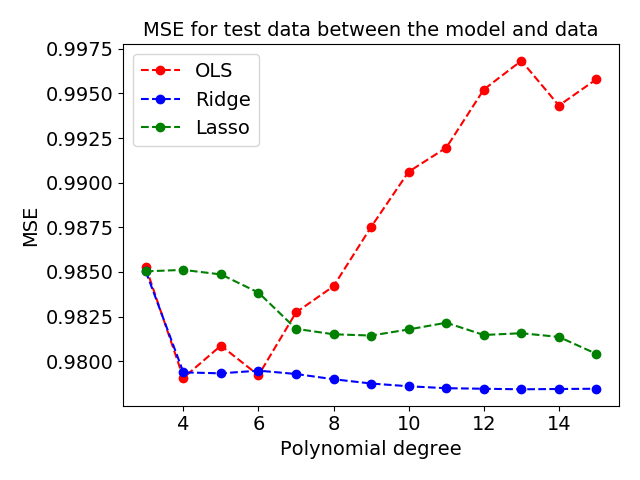 MSE for test data between the model and data
OLS
Ridge
Lasso
MSE
0.9975
0.9950
0.9925
0.9900
0.9875
0.9850
0.9825
0.9800
4 6 8 10 12 14
Polynomial degree